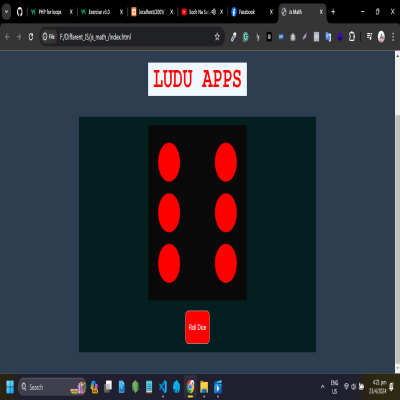 PHP for loops
Exercise v3.0
localhost/2001/
Soch Na Sa
Facebook
Js Math
File
F:/Different_JS/js_math_/index.html
LUDU APPS
Roll Dice
Search
ENG
US
4:21 pm
23/4/2024